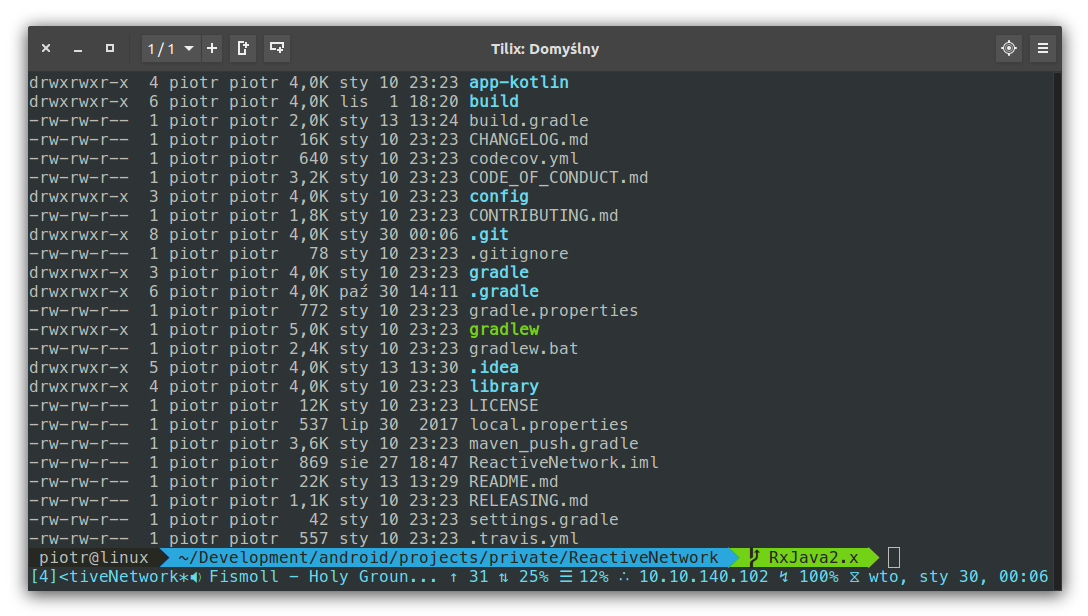 1 / 1
Tilix: Domyślny
drwxrwxr-x  4 piotr piotr 4,0K sty 10 23:23 app-kotlin
drwxrwxr-x  6 piotr piotr 4,0K lis  1 18:20 build
-rw-rw-r--  1 piotr piotr 2,0K sty 13 13:24 build.gradle
-rw-rw-r--  1 piotr piotr  16K sty 10 23:23 CHANGELOG.md
-rw-rw-r--  1 piotr piotr  640 sty 10 23:23 codecov.yml
-rw-rw-r--  1 piotr piotr 3,2K sty 10 23:23 CODE_OF_CONDUCT.md
drwxrwxr-x  3 piotr piotr 4,0K sty 10 23:23 config
-rw-rw-r--  1 piotr piotr 1,8K sty 10 23:23 CONTRIBUTING.md
drwxrwxr-x  8 piotr piotr 4,0K sty 30 00:06 .git
-rw-rw-r--  1 piotr piotr   78 sty 10 23:23 .gitignore
drwxrwxr-x  3 piotr piotr 4,0K sty 10 23:23 gradle
drwxrwxr-x  6 piotr piotr 4,0K paź 30 14:11 .gradle
-rw-rw-r--  1 piotr piotr  772 sty 10 23:23 gradle.properties
-rwxrwxr-x  1 piotr piotr 5,0K sty 10 23:23 gradlew
-rw-rw-r--  1 piotr piotr 2,4K sty 10 23:23 gradlew.bat
drwxrwxr-x  5 piotr piotr 4,0K sty 13 13:30 .idea
drwxrwxr-x  4 piotr piotr 4,0K sty 10 23:23 library
-rw-rw-r--  1 piotr piotr  12K sty 10 23:23 LICENSE
-rw-rw-r--  1 piotr piotr  537 lip 30  2017 local.properties
-rw-rw-r--  1 piotr piotr 3,6K sty 10 23:23 maven_push.gradle
-rw-rw-r--  1 piotr piotr  869 sie 27 18:47 ReactiveNetwork.iml
-rw-rw-r--  1 piotr piotr  22K sty 13 13:29 README.md
-rw-rw-r--  1 piotr piotr 1,1K sty 10 23:23 RELEASING.md
-rw-rw-r--  1 piotr piotr   42 sty 10 23:23 settings.gradle
-rw-rw-r--  1 piotr piotr  557 sty 10 23:23 .travis.yml
piotr@linux ~/Development/android/projects/private/ReactiveNetwork RxJava2.x
[4]<tiveNetwork* Fismoll – Holy Groun... ↑ 31 ⇅ 25% ☰ 12% ∴ 10.10.140.102 ↯ 100% ⧖ wto, sty 30, 00:06